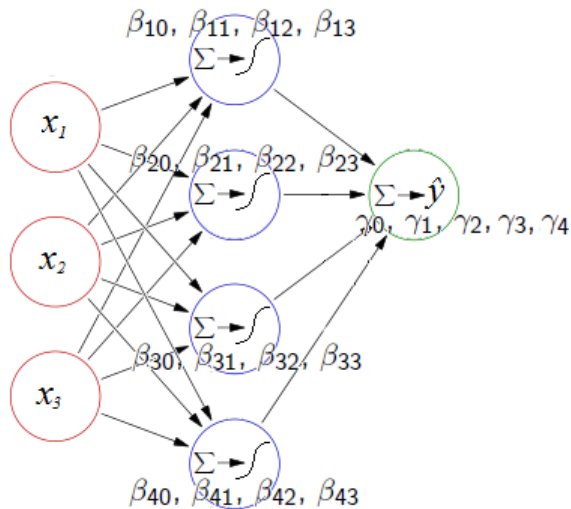 β10, β11, β12, β13
Σ
x1
β20, β21, β22, β23
Σ
Σ ŷ
γ0, γ1, γ2, γ3, γ4
x2
Σ
β30, β31, β32, β33
x3
Σ
β40, β41, β42, β43